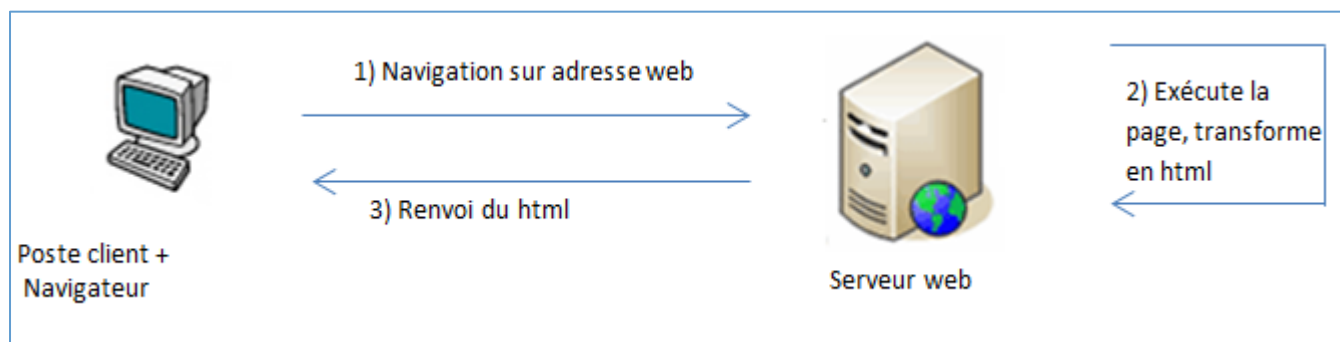 1) Navigation sur adresse web
2) Exécute la
page, transforme
en html
3) Renvoi du html
Poste client +
Navigateur
Serveur web